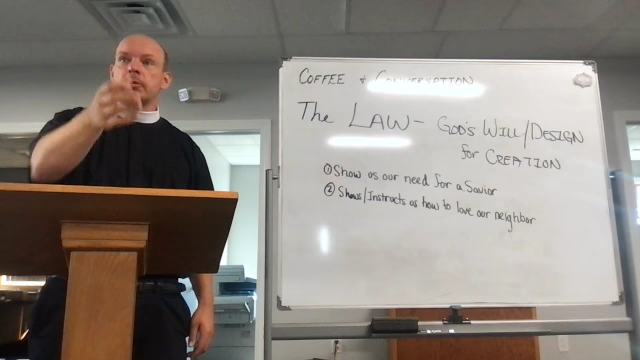 COFFEE + CONVERSATION
The LAW - GOD'S WILL/DESIGN
for CREATION
① Show us our need for a Savior
② Shows/Instructs us how to love our neighbor